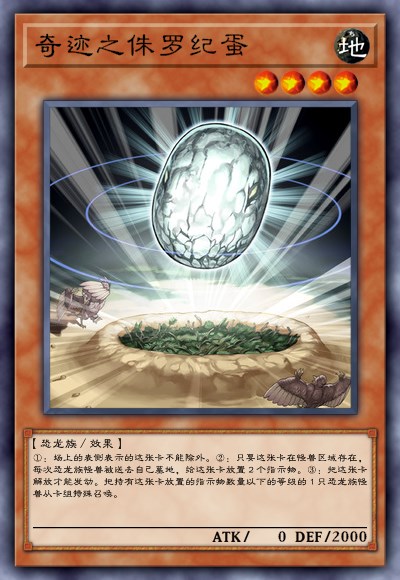 奇迹之侏罗纪蛋
地
【恐龙族／效果】
①：场上的表侧表示的这张卡不能除外。②：只要这张卡在怪兽区域存在，
每次恐龙族怪兽被送去自己墓地，给这张卡放置2个指示物。③：把这张卡
解放才能发动。把持有这张卡放置的指示物数量以下的等级的1只恐龙族怪
兽从卡组特殊召唤。
ATK/ 0 DEF/2000